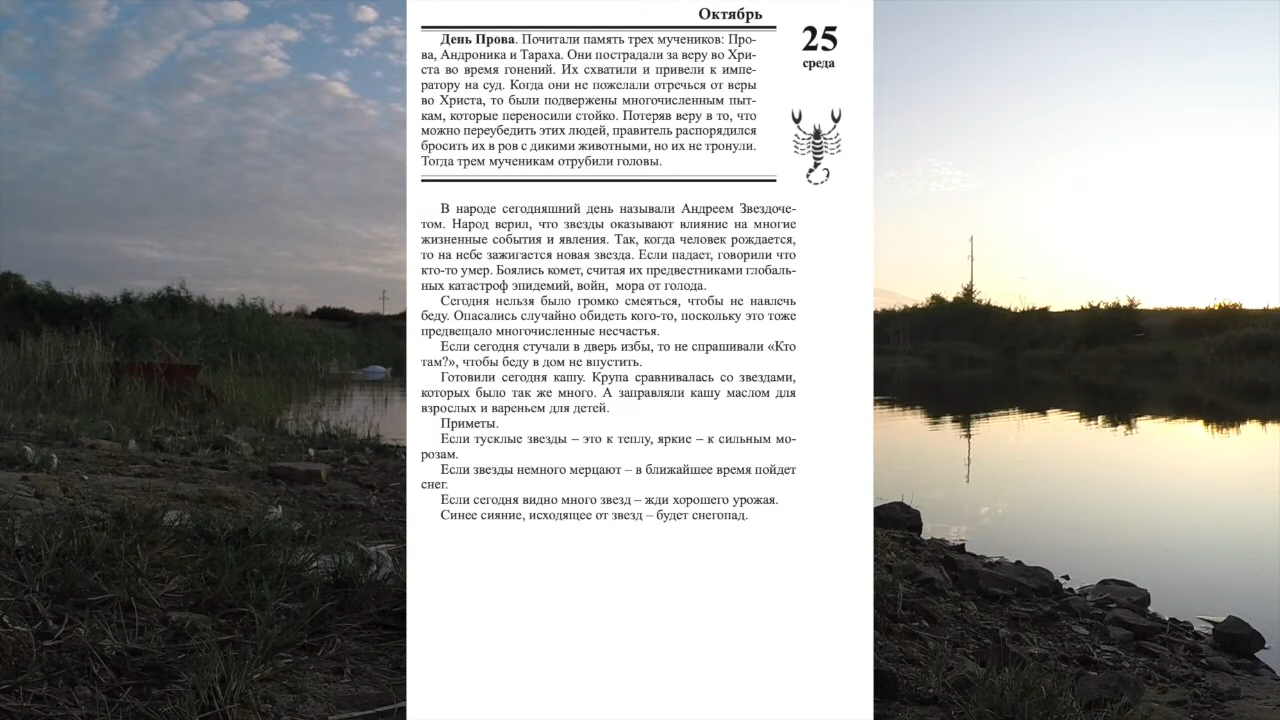 Октябрь
25
среда
День Прова. Почитали память трех мучеников: Про-
ва, Андроника и Тараха. Они пострадали за веру во Хри-
ста во время гонений. Их схватили и привели к импе-
ратору на суд. Когда они не пожелали отречься от веры
во Христа, то были подвержены многочисленным пыт-
кам, которые переносили стойко. Потеряв веру в то, что
можно переубедить этих людей, правитель распорядился
бросить их в ров с дикими животными, но их не тронули.
Тогда трем мученикам отрубили головы.
В народе сегодняшний день называли Андреем Звездоче-
том. Народ верил, что звезды оказывают влияние на многие
жизненные события и явления. Так, когда человек рождается,
то на небе зажигается новая звезда. Если падает, говорили что
кто-то умер. Боялись комет, считая их предвестниками глобаль-
ных катастроф эпидемий, войн, мора от голода.
Сегодня нельзя было громко смеяться, чтобы не навлечь
беду. Опасались случайно обидеть кого-то, поскольку это тоже
предвещало многочисленные несчастья.
Если сегодня стучали в дверь избы, то не спрашивали «Кто
там?», чтобы беду в дом не впустить.
Готовили сегодня кашу. Крупа сравнивалась со звездами,
которых было так же много. А заправляли кашу маслом для
взрослых и вареньем для детей.
Приметы.
Если тусклые звезды – это к теплу, яркие – к сильным мо-
розам.
Если звезды немного мерцают – в ближайшее время пойдет
снег.
Если сегодня видно много звезд – жди хорошего урожая.
Синее сияние, исходящее от звезд – будет снегопад.